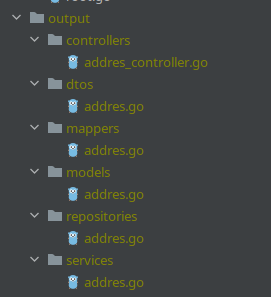 output
controllers
addres_controller.go
dtos
addres.go
mappers
addres.go
models
addres.go
repositories
addres.go
services
addres.go